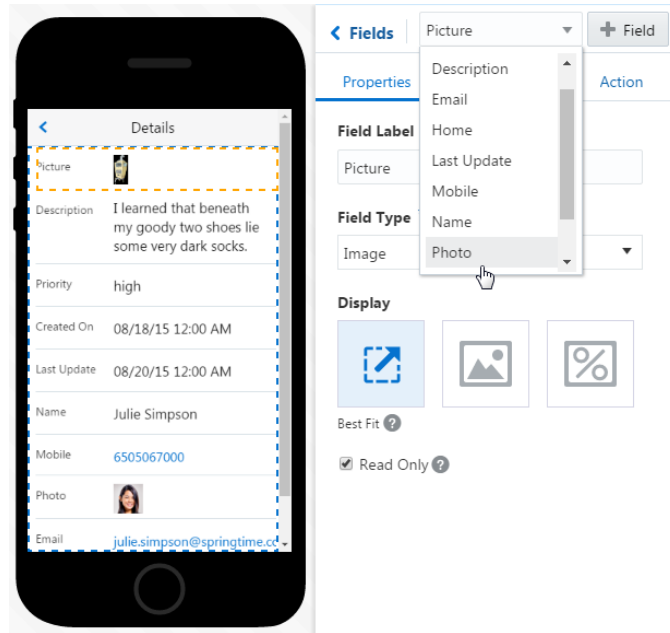 Details
Picture
Description
I learned that beneath
my goody two shoes lie
some very dark socks.
Priority
high
Created On
08/18/15 12:00 AM
Last Update
08/20/15 12:00 AM
Name
Julie Simpson
Mobile
6505067000
Photo
Email
julie.simpson@springtime.cc
Fields
Picture
Field
Properties
Action
Description
Email
Home
Last Update
Mobile
Name
Photo
Field Label
Picture
Field Type
Image
Display
Best Fit ?
Read Only ?